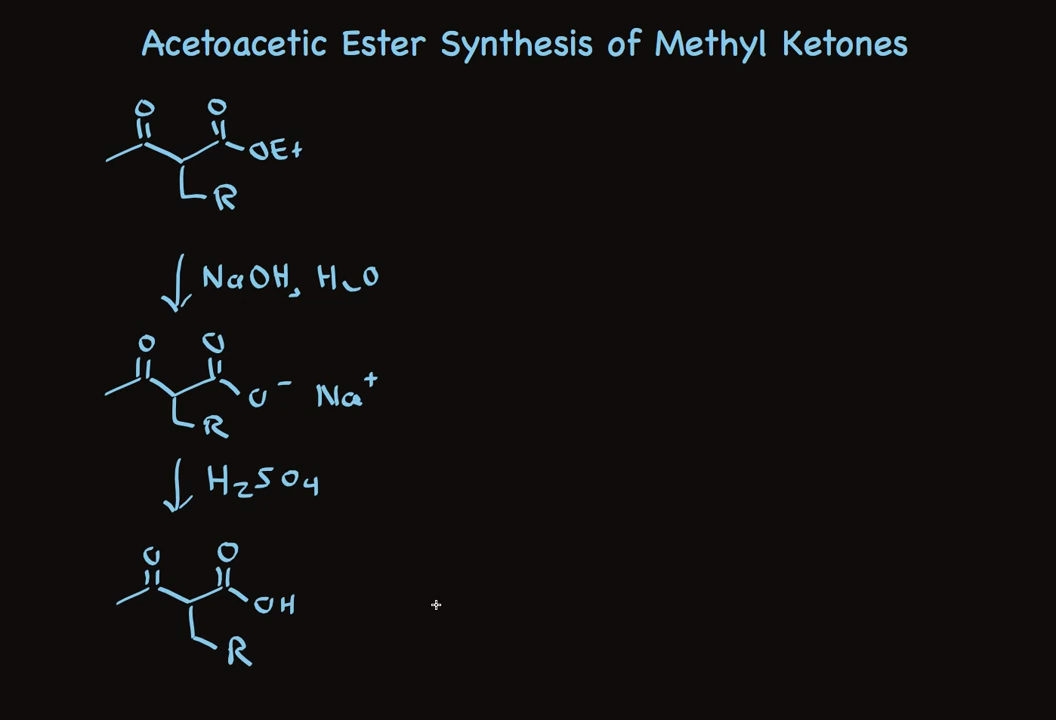 Acetoacetic Ester Synthesis of Methyl Ketones
O O
OEt
R
NaOH, H2O
O O
O⁻ Na⁺
R
H2SO4
O O
OH
R